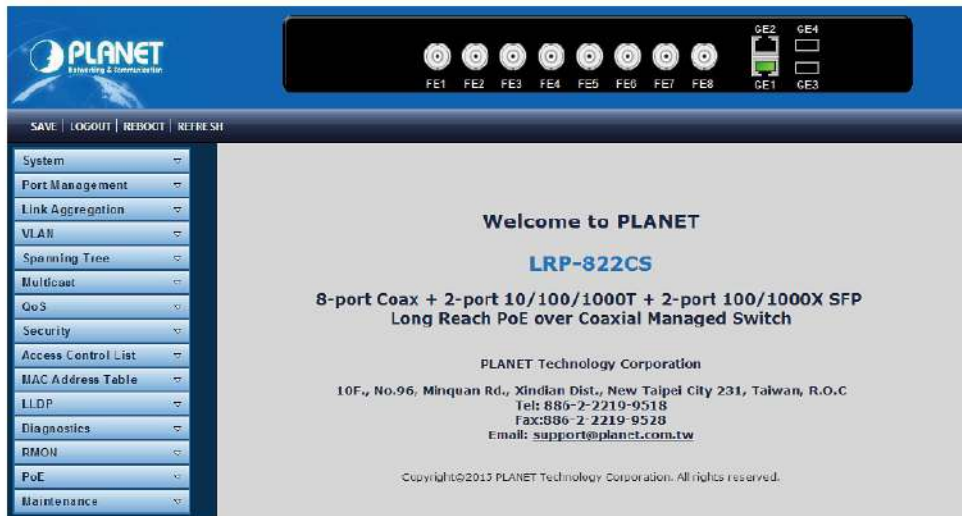 GE2 GE4
PLANET
Networking & Communication
FE1 FE2 FE3 FE4 FE5 FE6 FE7 FE8 GE1 GE3
SAVE | LOGOUT | REBOOT | REFRESH
System
Port Management
Link Aggregation
VLAN
Spanning Tree
Multicast
QoS
Security
Access Control List
MAC Address Table
LLDP
Diagnostics
RMON
PoE
Maintenance
Welcome to PLANET
LRP-822CS
8-port Coax + 2-port 10/100/1000T + 2-port 100/1000X SFP
Long Reach PoE over Coaxial Managed Switch
PLANET Technology Corporation
10F., No.96, Minquan Rd., Xindian Dist., New Taipei City 231, Taiwan, R.O.C
Tel: 886-2-2219-9518
Fax:886-2-2219-9528
Email: support@planet.com.tw
Copyright©2015 PLANET Technology Corporation. All rights reserved.